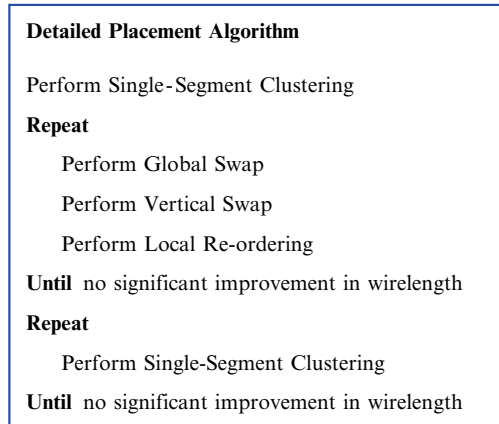 Detailed Placement Algorithm
Perform Single-Segment Clustering
Repeat
Perform Global Swap
Perform Vertical Swap
Perform Local Re-ordering
Until no significant improvement in wirelength
Repeat
Perform Single-Segment Clustering
Until no significant improvement in wirelength